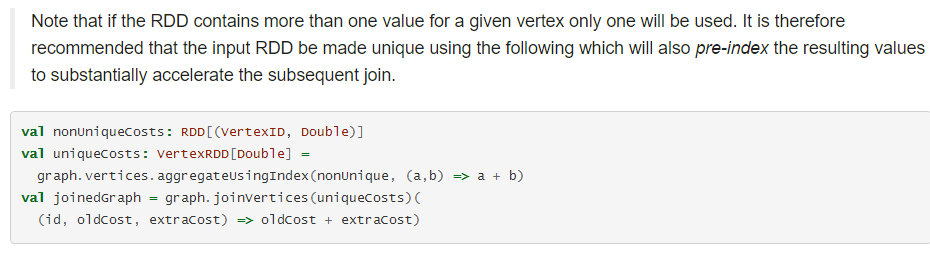 Note that if the RDD contains more than one value for a given vertex only one will be used. It is therefore
recommended that the input RDD be made unique using the following which will also pre-index the resulting values
to substantially accelerate the subsequent join.
val nonUniqueCosts: RDD[(VertexID, Double)]
val uniqueCosts: VertexRDD[Double] =
  graph.vertices.aggregateUsingIndex(nonUnique, (a,b) => a + b)
val joinedGraph = graph.joinVertices(uniqueCosts)(
  (id, oldCost, extraCost) => oldCost + extraCost)